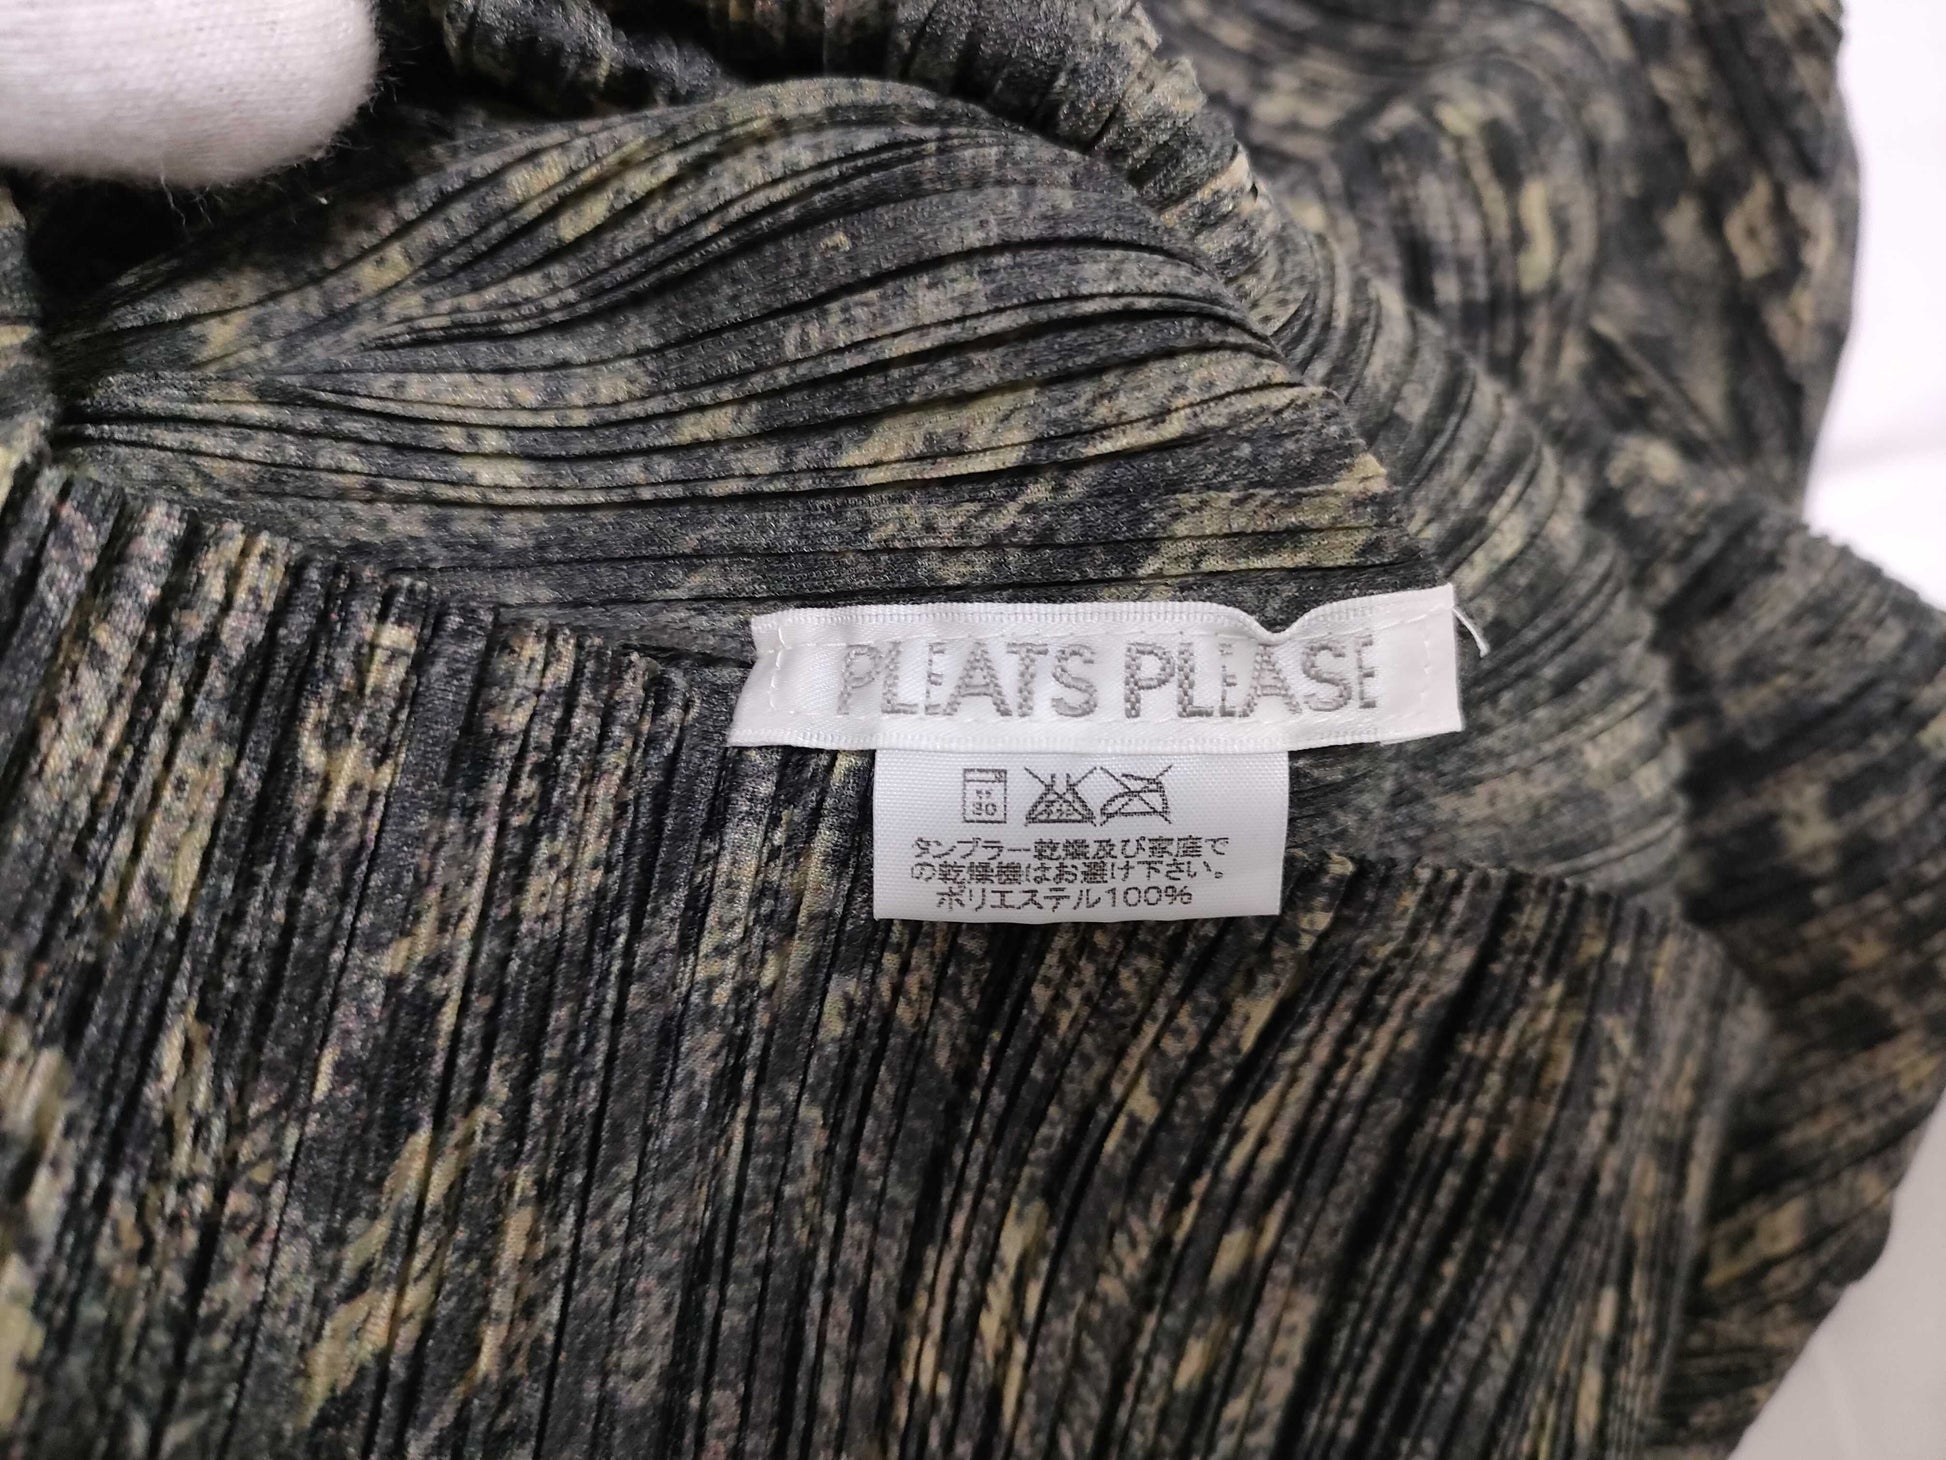 PLEATS PLEASE
30
タンブラー乾燥及び家庭で
の乾燥機はお避け下さい。
ポリエステル100%